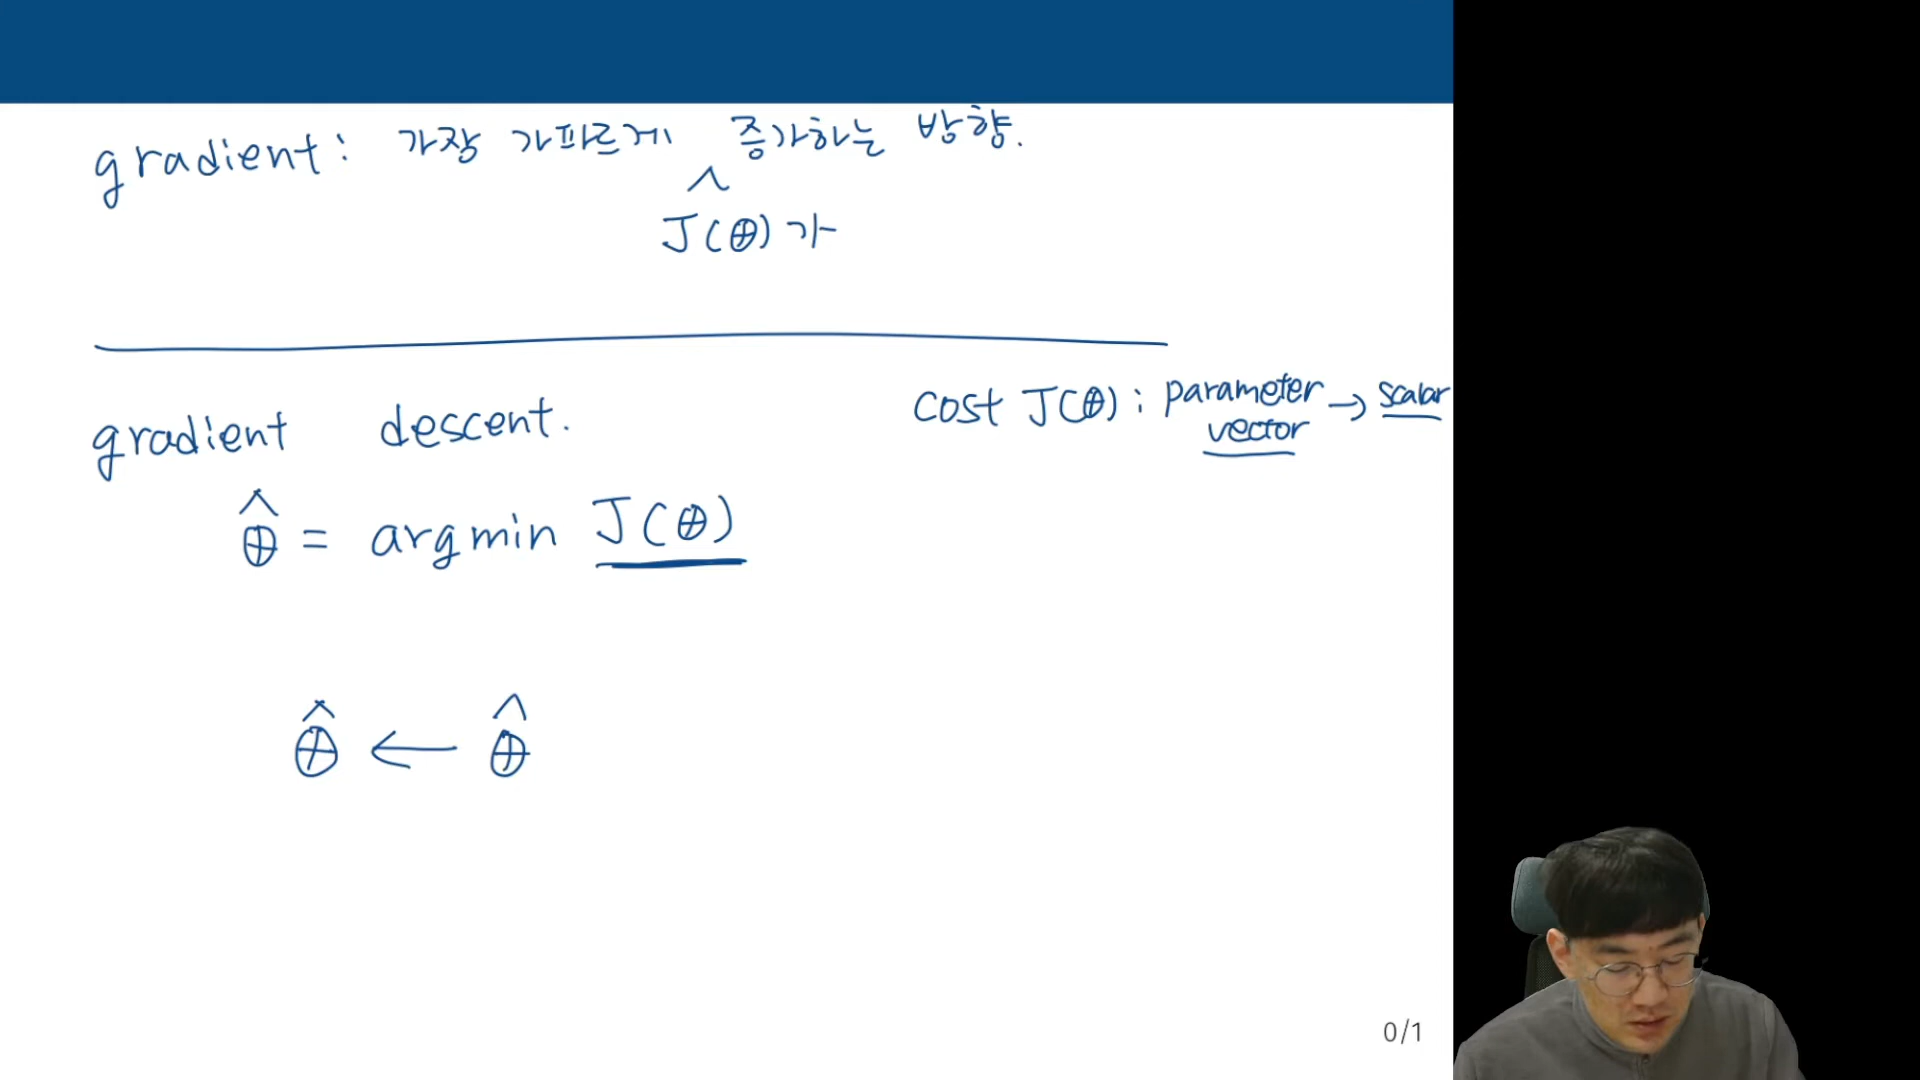 gradient: 가장 가파르게 증가하는 방향.
^
J(⊕)가
gradient descent.
cost J(⊕): parameter vector → scalar
⊕̂ = argmin J(⊕)
⊕̂ ← ⊕̂
0/1